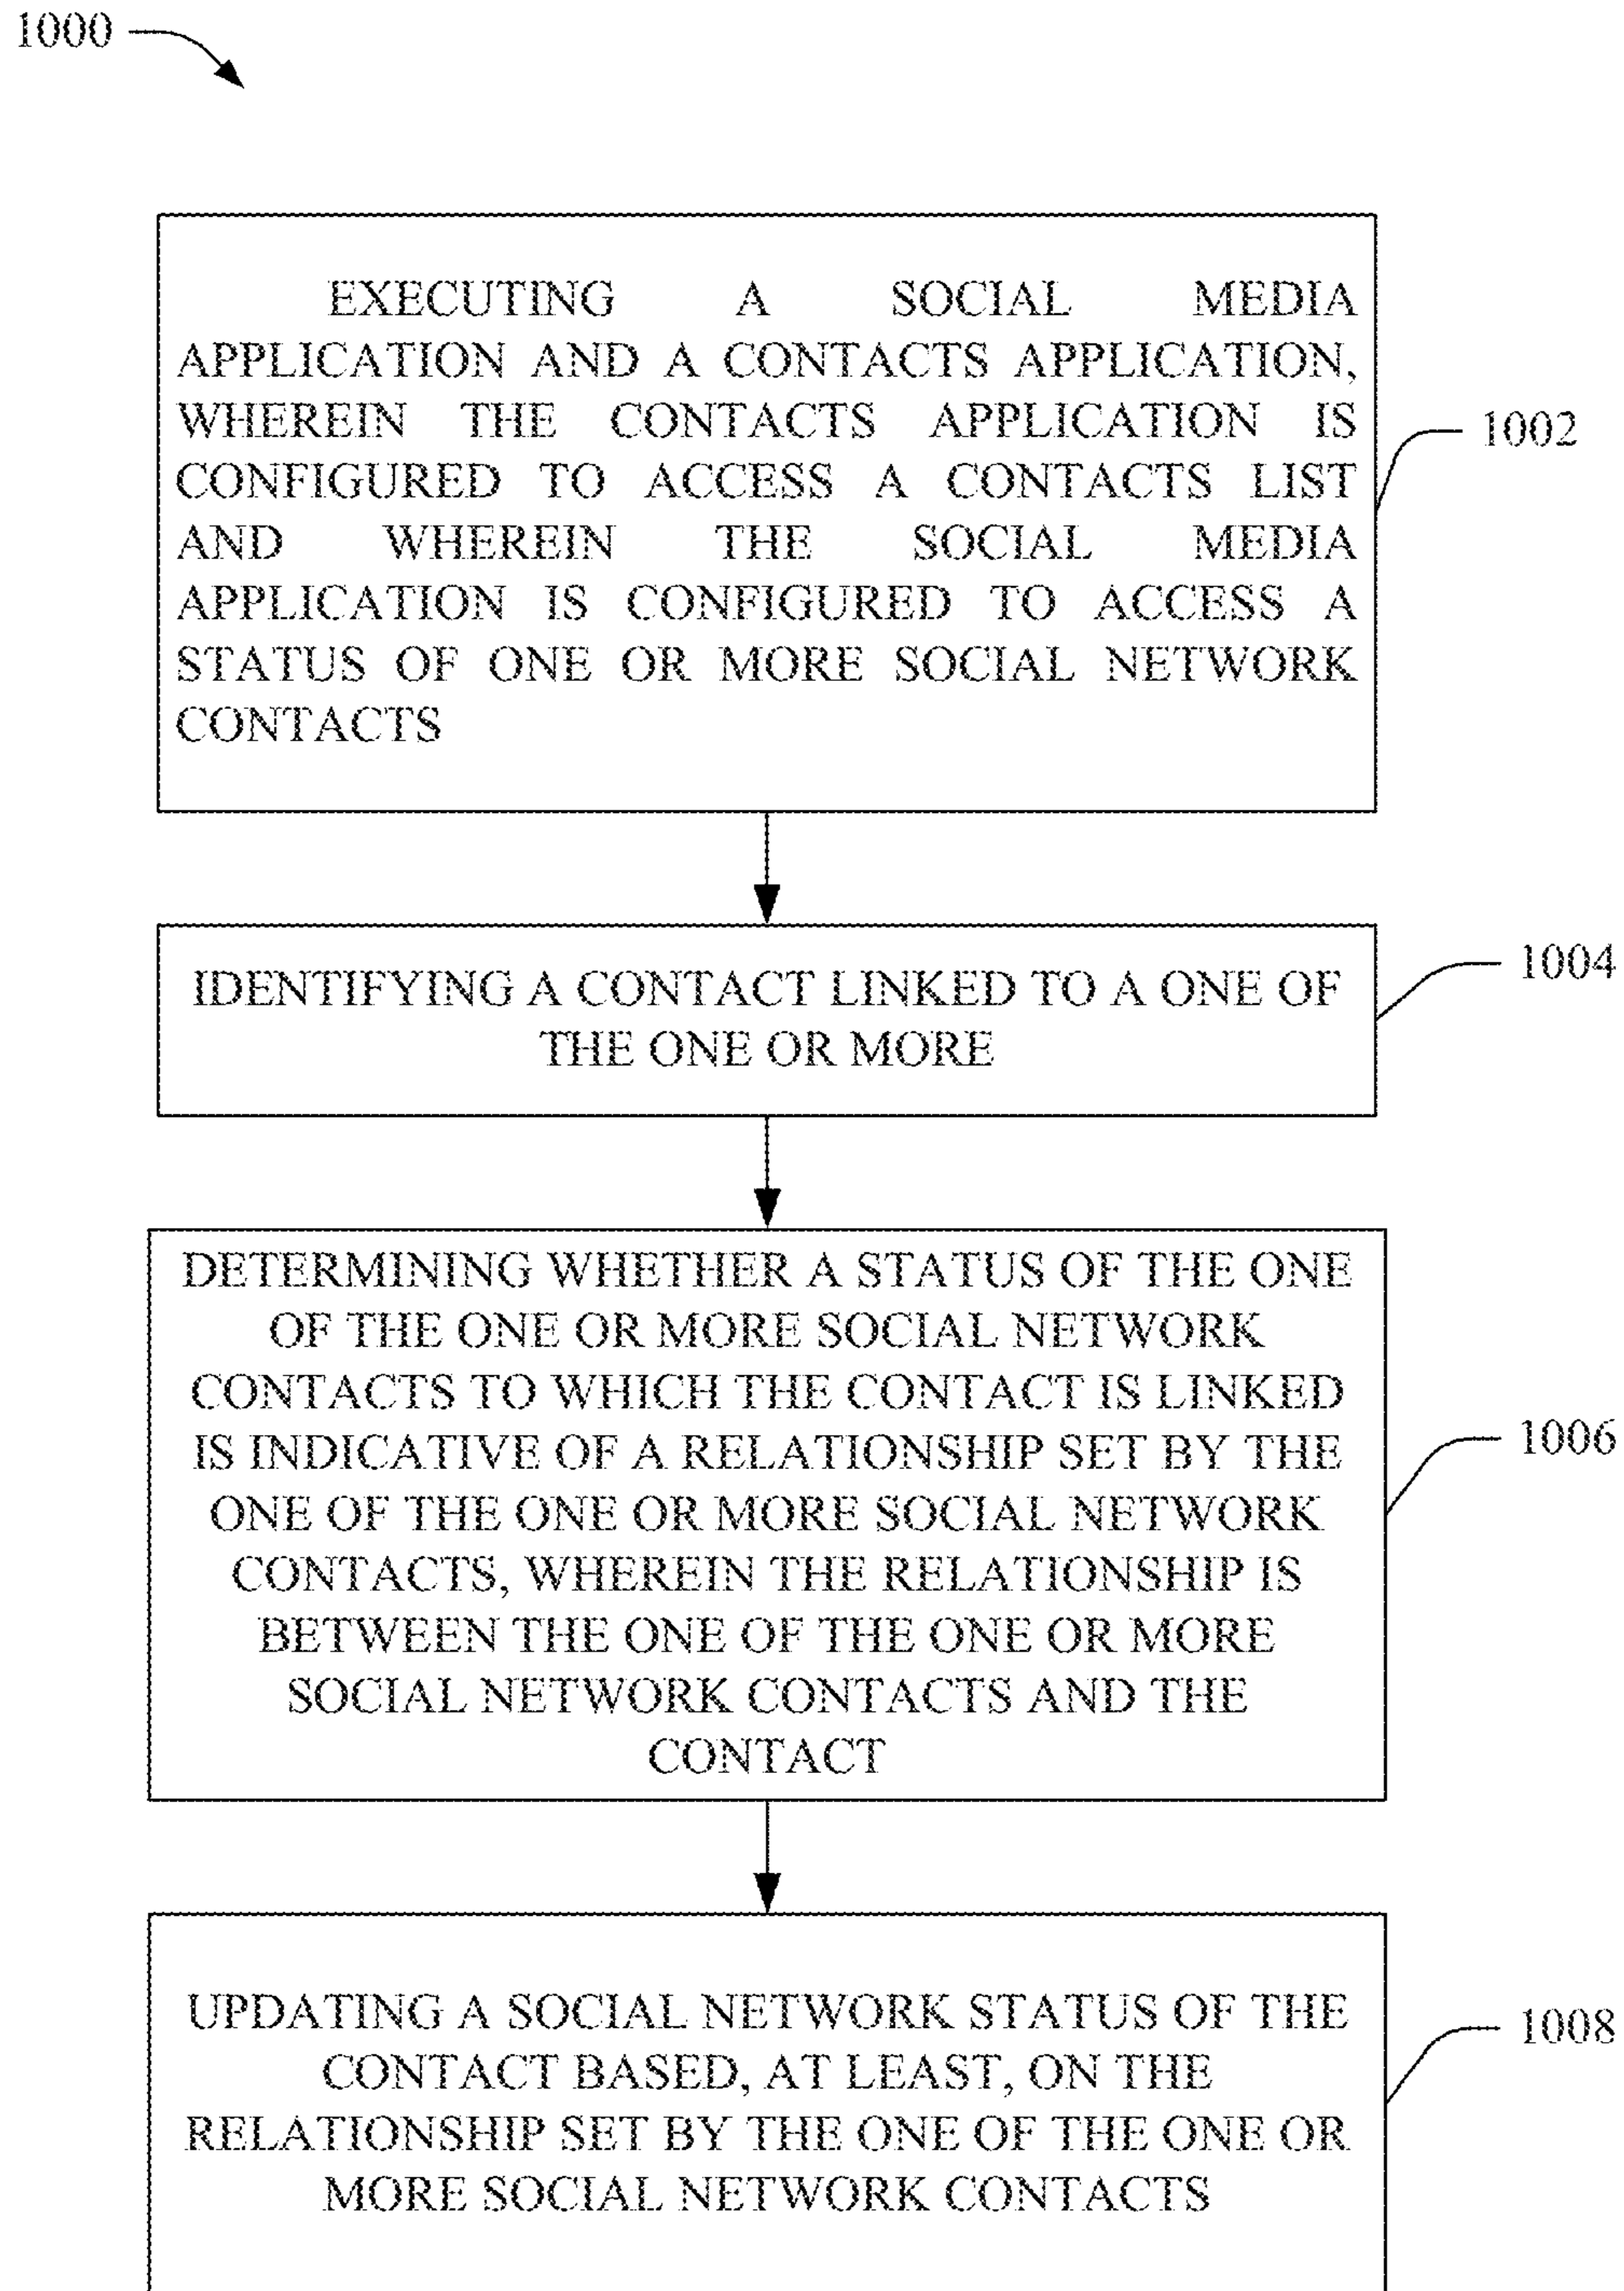 1000
EXECUTING A SOCIAL MEDIA
APPLICATION AND A CONTACTS APPLICATION,
WHEREIN THE CONTACTS APPLICATION IS
CONFIGURED TO ACCESS A CONTACTS LIST
AND WHEREIN THE SOCIAL MEDIA
APPLICATION IS CONFIGURED TO ACCESS A
STATUS OF ONE OR MORE SOCIAL NETWORK
CONTACTS
1002
IDENTIFYING A CONTACT LINKED TO A ONE OF
THE ONE OR MORE
1004
DETERMINING WHETHER A STATUS OF THE ONE
OF THE ONE OR MORE SOCIAL NETWORK
CONTACTS TO WHICH THE CONTACT IS LINKED
IS INDICATIVE OF A RELATIONSHIP SET BY THE
ONE OF THE ONE OR MORE SOCIAL NETWORK
CONTACTS, WHEREIN THE RELATIONSHIP IS
BETWEEN THE ONE OF THE ONE OR MORE
SOCIAL NETWORK CONTACTS AND THE
CONTACT
1006
UPDATING A SOCIAL NETWORK STATUS OF THE
CONTACT BASED, AT LEAST, ON THE
RELATIONSHIP SET BY THE ONE OF THE ONE OR
MORE SOCIAL NETWORK CONTACTS
1008